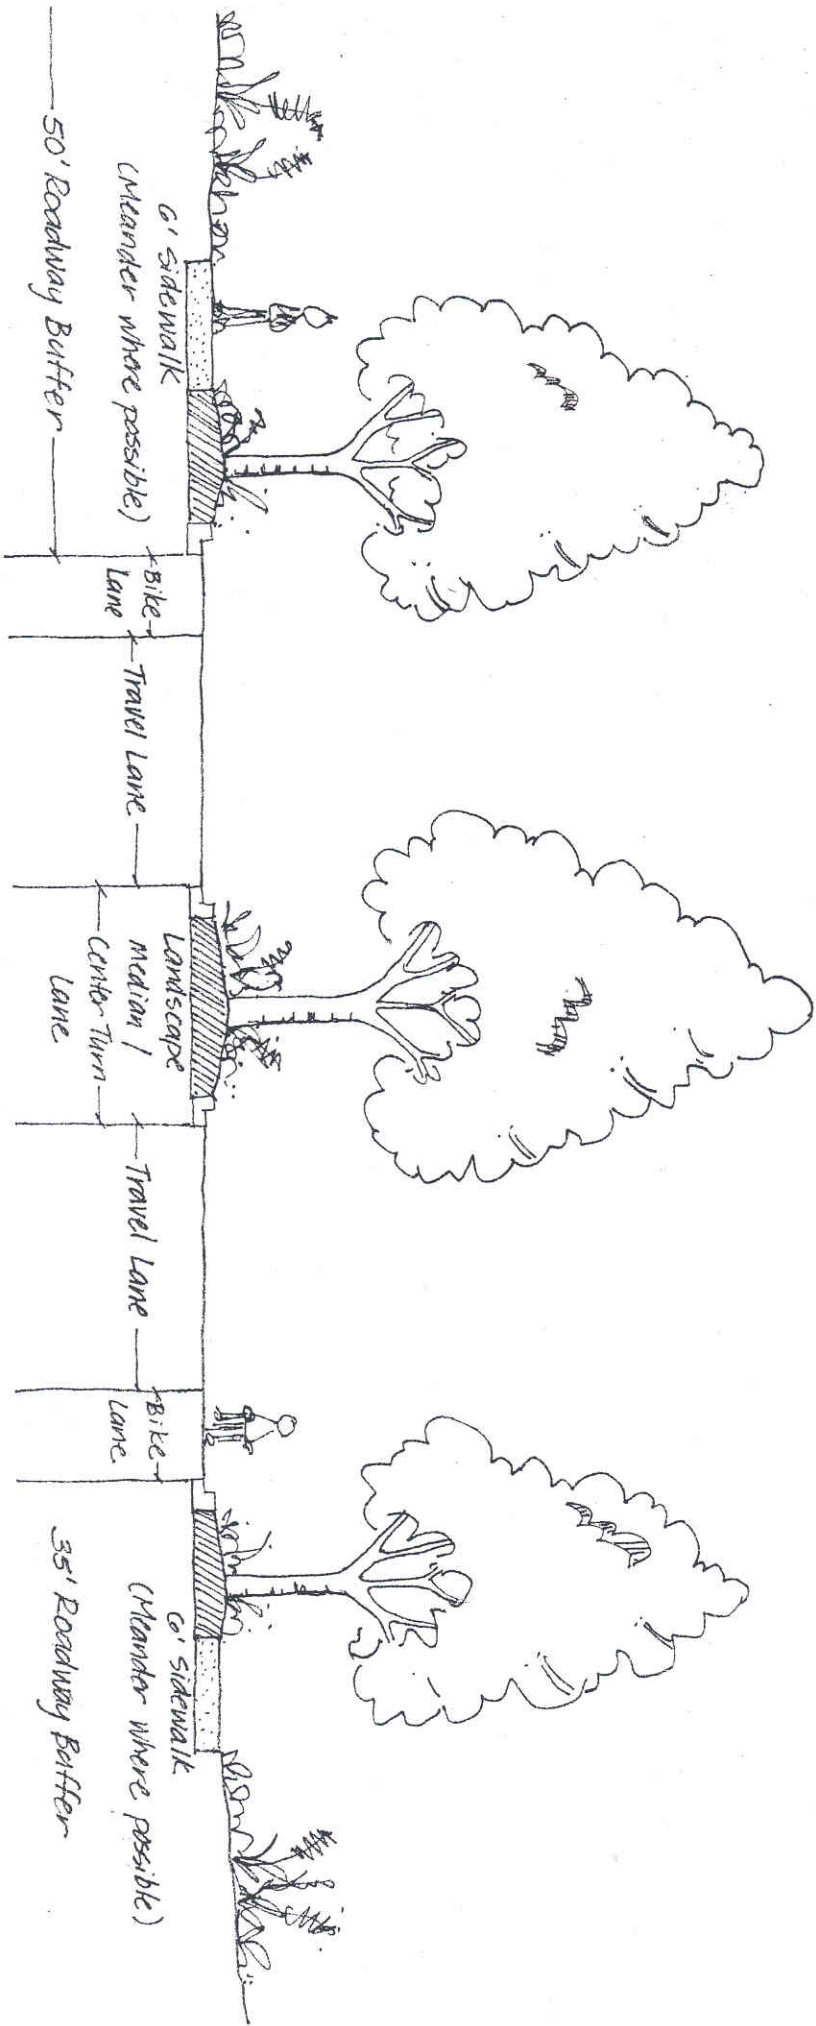 6' sidewalk
(Meander where possible)
50' Roadway Buffer
Bike
Lane
Travel Lane
Landscape
Median /
Center Turn
Lane
Travel Lane
Bike
Lane
6' sidewalk
(Meander where possible)
35' Roadway Buffer